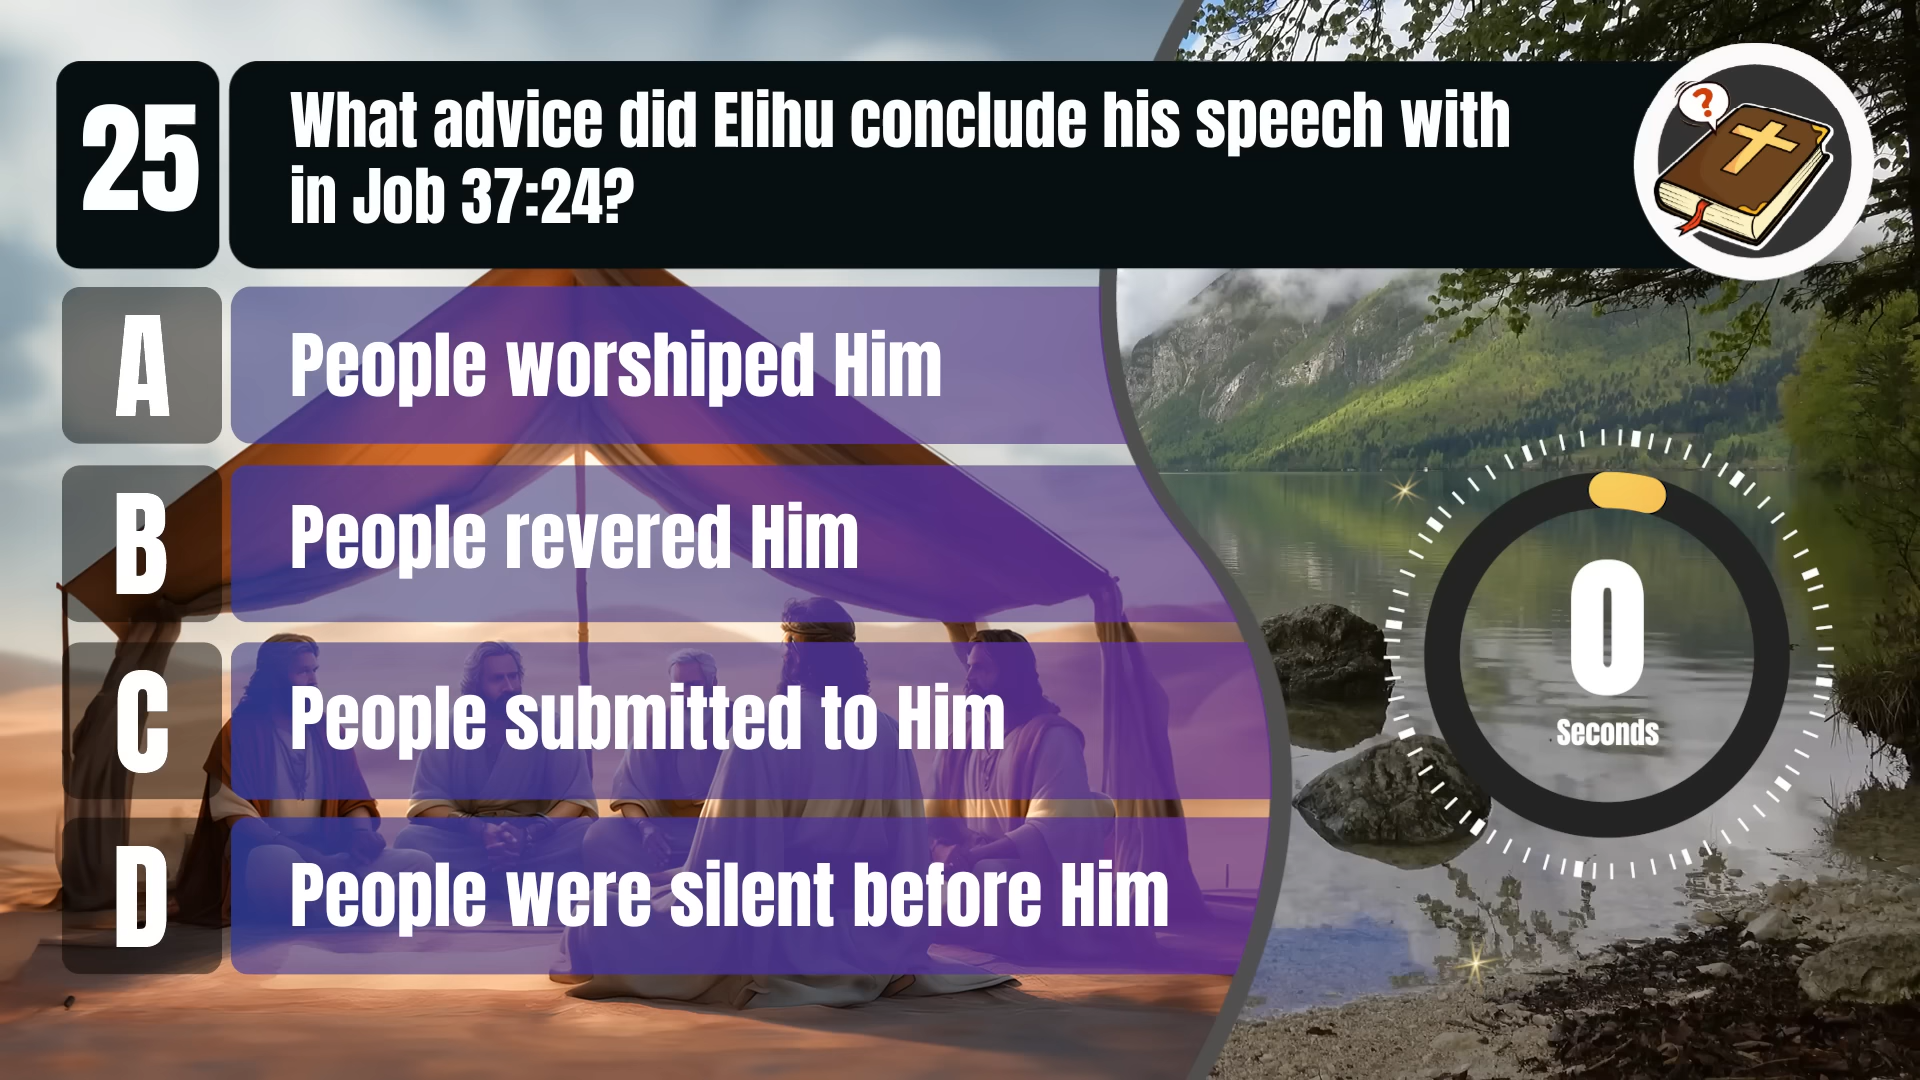 25
What advice did Elihu conclude his speech with
in Job 37:24?
?
A
People worshiped Him
B
People revered Him
C
People submitted to Him
D
People were silent before Him
0
Seconds